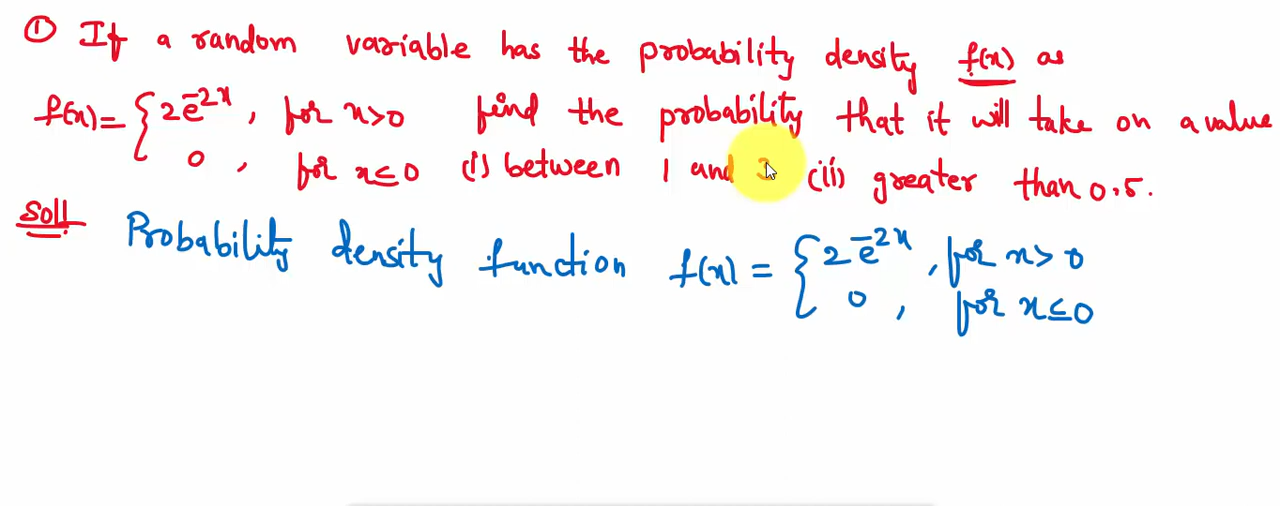 ① If a random variable has the probability density f(x) as
f(x)= { 2e^-2x , for x>0 find the probability that it will take on a value
0 , for x≤0 (i) between 1 and 3 (ii) greater than 0.5.
Soll Probability density function f(x) = { 2e^-2x , for x>0
0 , for x≤0